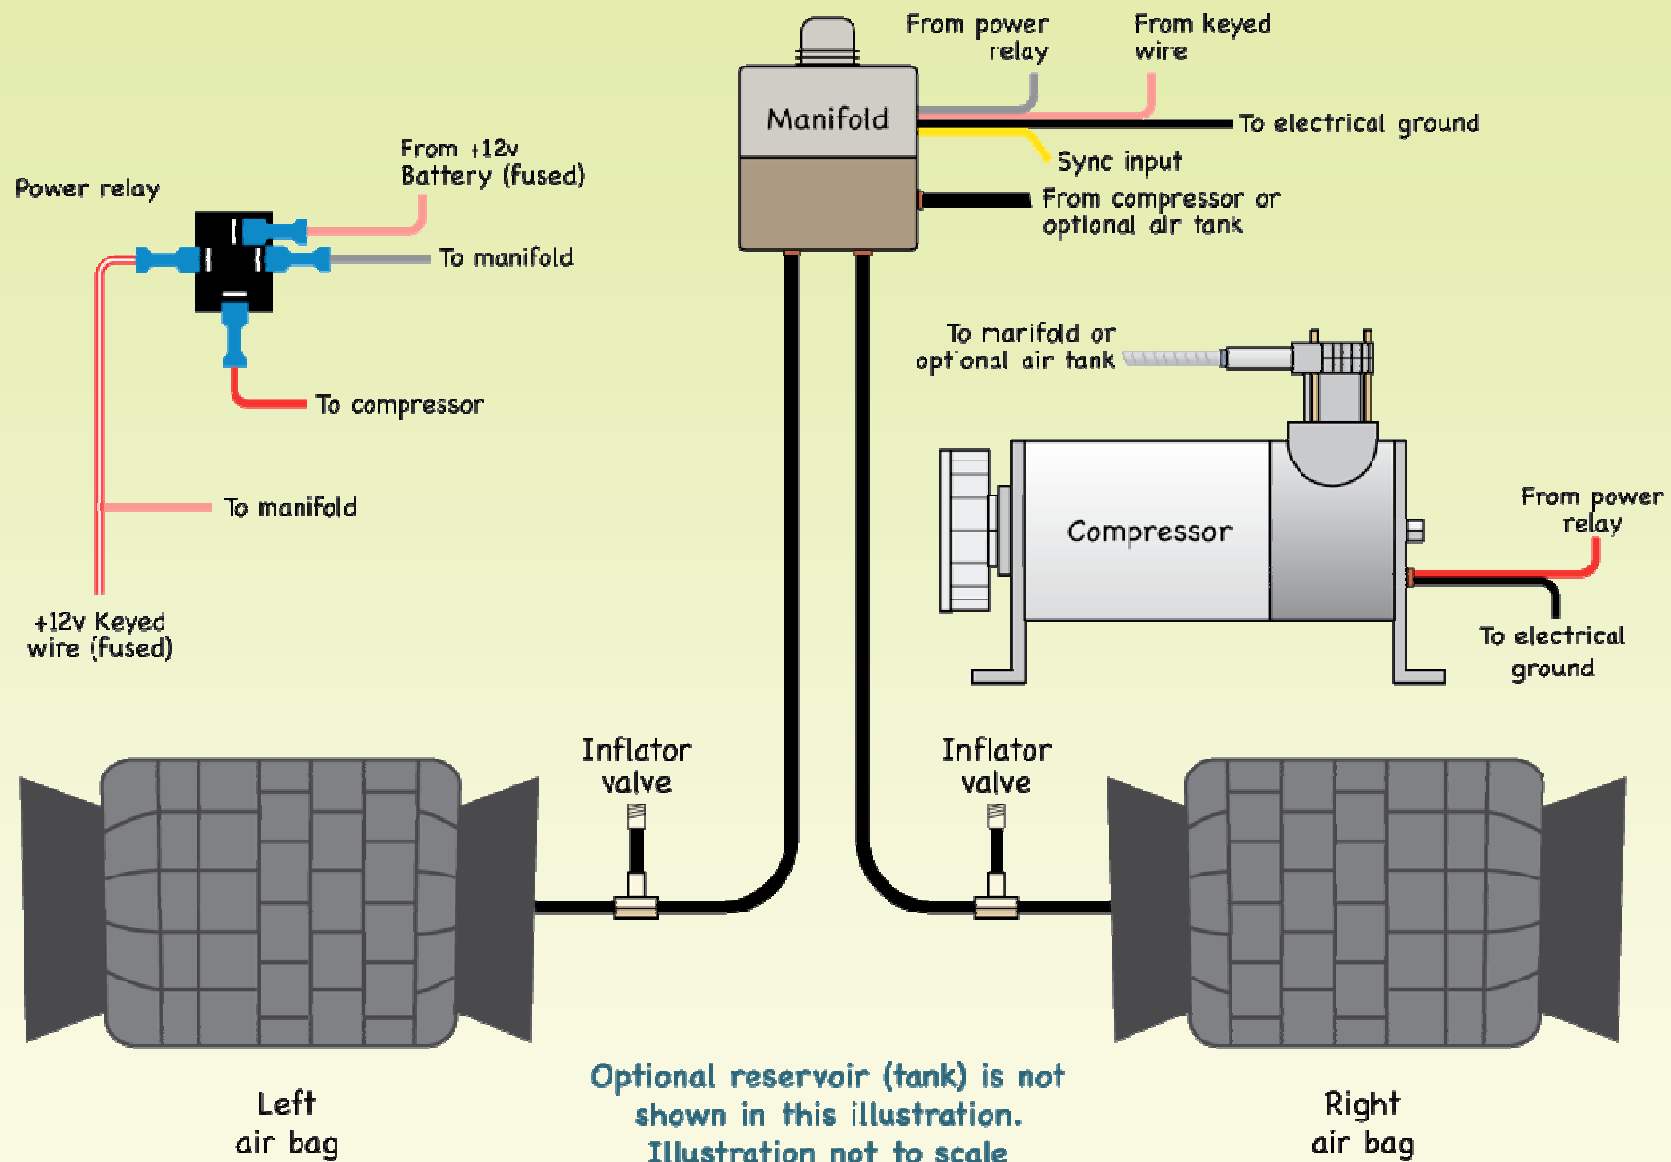 From power
relay
From keyed
wire
Manifold
To electrical ground
Sync input
From compressor or
optional air tank
From +12v
Battery (fused)
Power relay
To manifold
To compressor
To manifold
+12v Keyed
wire (fused)
To manifold or
optional air tank
Compressor
From power
relay
To electrical
ground
Inflator
valve
Inflator
valve
Left
air bag
Optional reservoir (tank) is not
shown in this illustration.
Illustration not to scale
Right
air bag